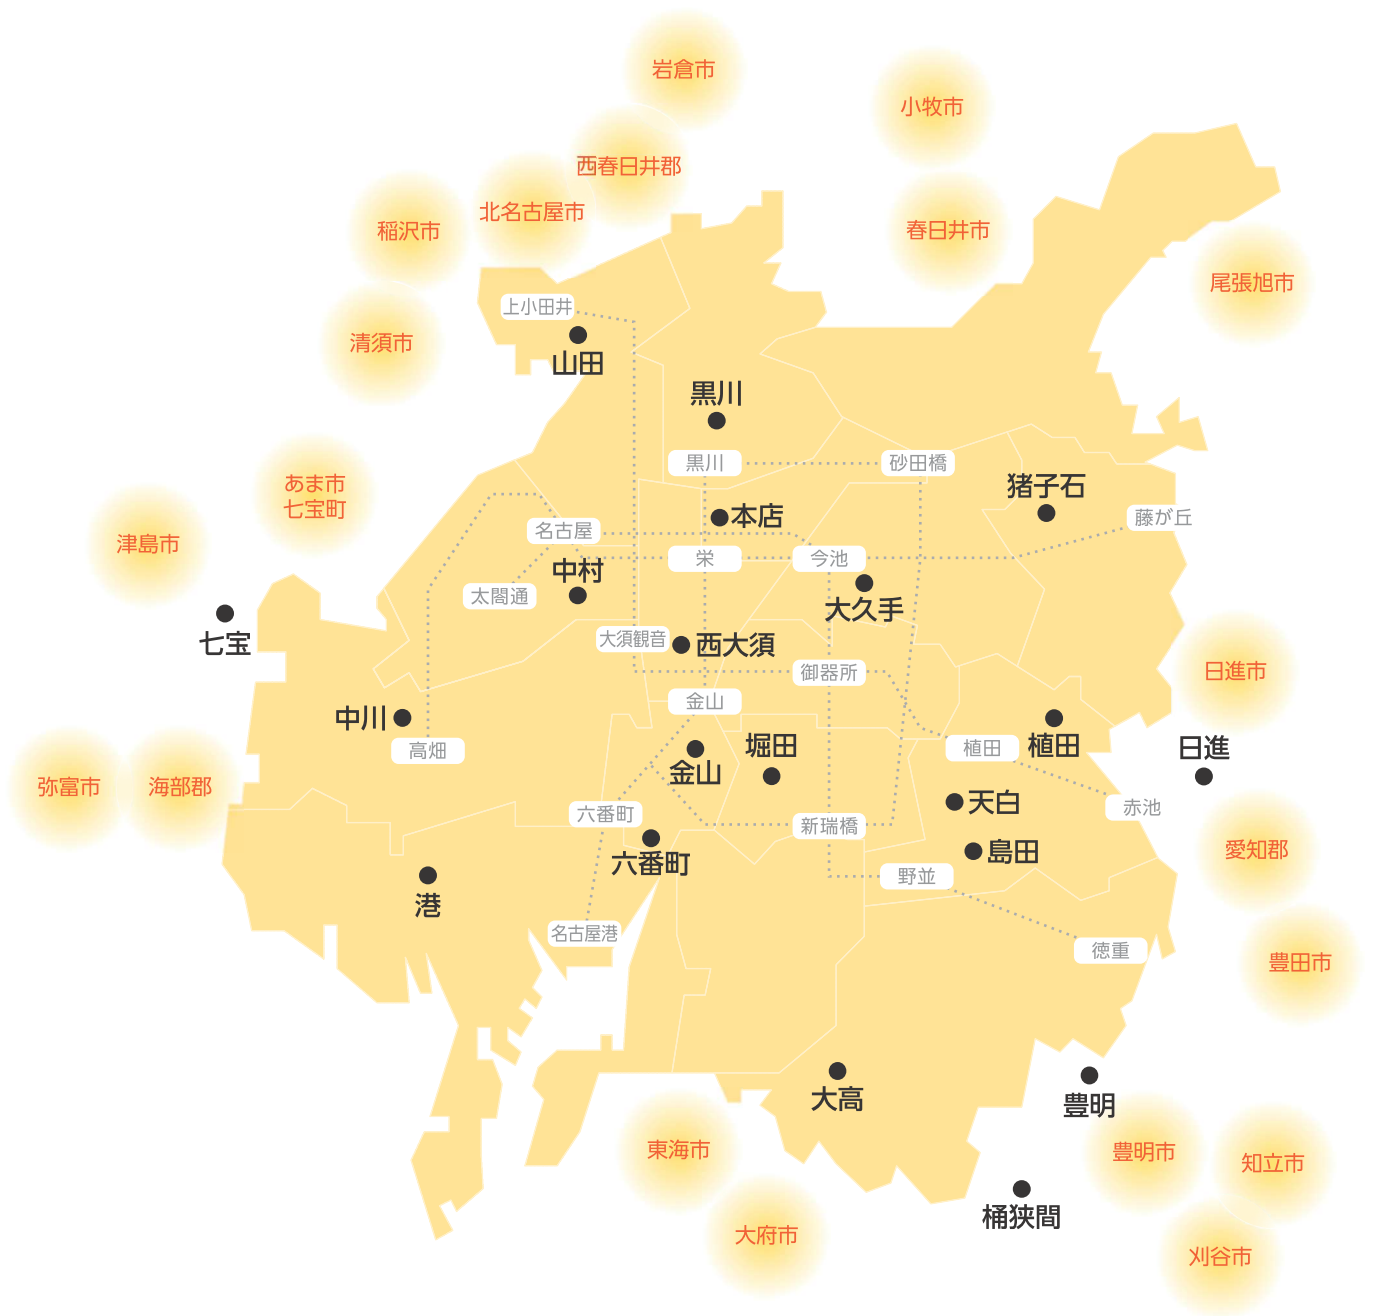 岩倉市
小牧市
西春日井郡
北名古屋市
稲沢市
春日井市
尾張旭市
上小田井
清須市
山田
黒川
黒川
砂田橋
あま市
七宝町
猪子石
本店
藤が丘
名古屋
津島市
栄
今池
中村
太閤通
大久手
七宝
大須観音
西大須
御器所
日進市
金山
中川
高畑
堀田
植田
植田
日進
金山
弥富市
海部郡
天白
赤池
六番町
新瑞橋
島田
愛知郡
六番町
野並
港
名古屋港
徳重
豊田市
大高
豊明
東海市
豊明市
知立市
桶狭間
大府市
刈谷市